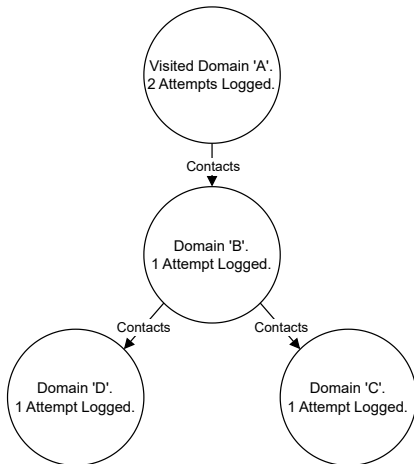 Visited Domain 'A'.
2 Attempts Logged.
Contacts
Domain 'B'.
1 Attempt Logged.
Contacts
Contacts
Domain 'D'.
1 Attempt Logged.
Domain 'C'.
1 Attempt Logged.